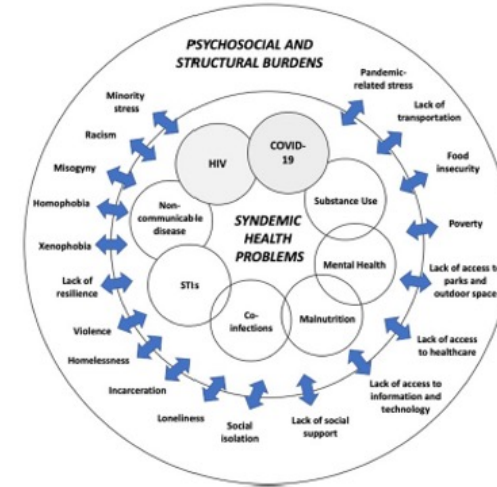 PSYCHOSOCIAL AND
STRUCTURAL BURDENS
Minority
stress
Racism
Misogyny
Homophobia
Xenophobia
Lack of
resilience
Violence
Homelessness
Incarceration
Loneliness
Social
isolation
Lack of social
support
Lack of access to
information and
technology
Lack of access
to healthcare
Lack of access to
parks and
outdoor space
Poverty
Food
insecurity
Lack of
transportation
Pandemic-
related stress
HIV
COVID-
19
Substance Use
Mental Health
Malnutrition
Co-
infections
STIs
Non-
communicable
disease
SYNDEMIC
HEALTH
PROBLEMS